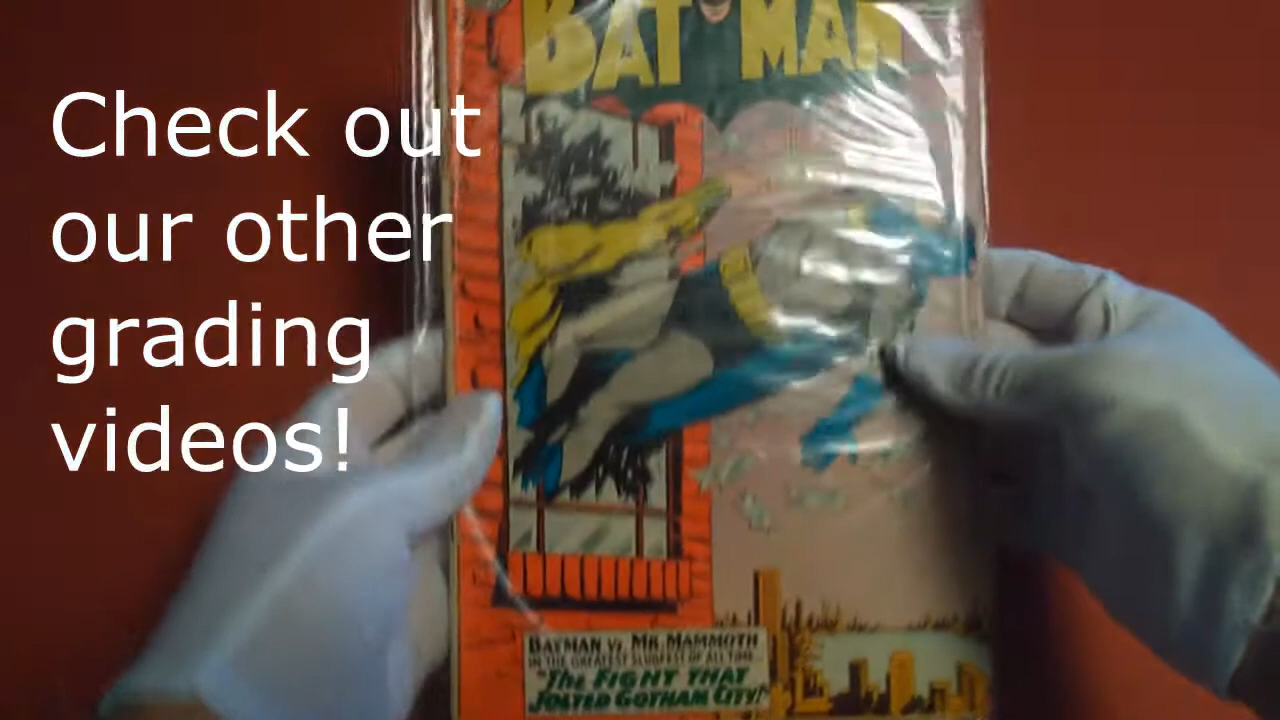 BATMAN
Check out
our other
grading
videos!
BATMAN Vs. MR. MAMMOTH
IN THE GREATEST SLUGFEST OF ALL TIME...
"The FIGHT THAT
JOLTED GOTHAM CITY!"